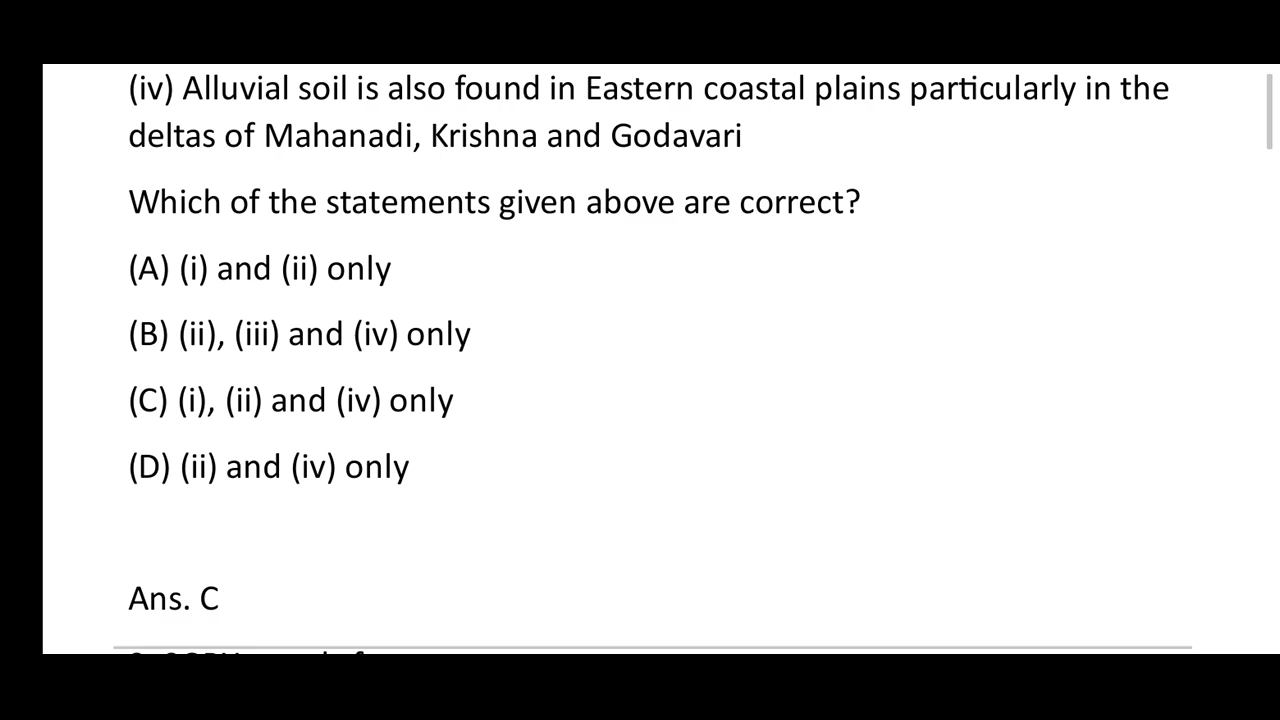 (iv) Alluvial soil is also found in Eastern coastal plains particularly in the
deltas of Mahanadi, Krishna and Godavari
Which of the statements given above are correct?
(A) (i) and (ii) only
(B) (ii), (iii) and (iv) only
(C) (i), (ii) and (iv) only
(D) (ii) and (iv) only
Ans. C